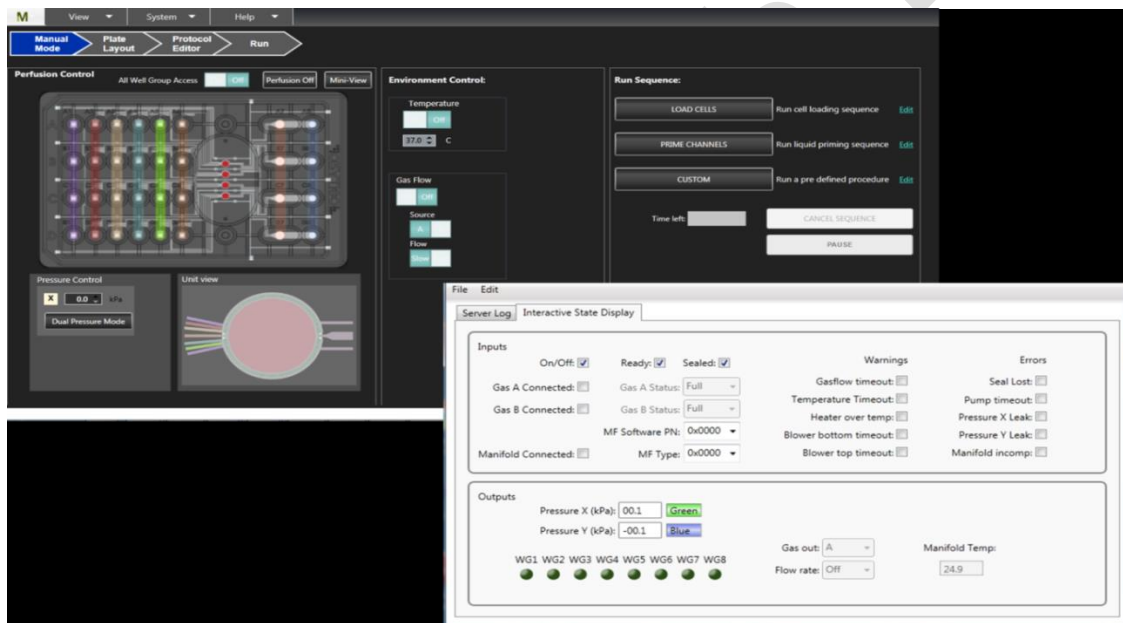 M View System Help
Manual Mode Plate Layout Protocol Editor Run
Perfusion Control All Well Group Access Off Perfusion Off Mini-View
Pressure Control
X 0.0 kPa
Dual Pressure Mode
Unit view
Environment Control:
Temperature
Off
37.0 C
Gas Flow
Off
Source
A
Flow
Slow
Run Sequence:
LOAD CELLS Run cell loading sequence Edit
PRIME CHANNELS Run liquid priming sequence Edit
CUSTOM Run a pre defined procedure Edit
Time left: CANCEL SEQUENCE
PAUSE
File Edit
Server Log Interactive State Display
Inputs
On/Off: Ready: Sealed: Warnings Errors
Gas A Connected: Gas A Status: Full Gasflow timeout: Seal Lost:
Gas B Connected: Gas B Status: Full Temperature Timeout: Pump timeout:
Heater over temp: Pressure X Leak:
MF Software PN: 0x0000 Blower bottom timeout: Pressure Y Leak:
Manifold Connected: MF Type: 0x0000 Blower top timeout: Manifold incomp:
Outputs
Pressure X (kPa): 00.1 Green
Pressure Y (kPa): -00.1 Blue
WG1 WG2 WG3 WG4 WG5 WG6 WG7 WG8
Gas out: A Manifold Temp:
Flow rate: Off 24.9